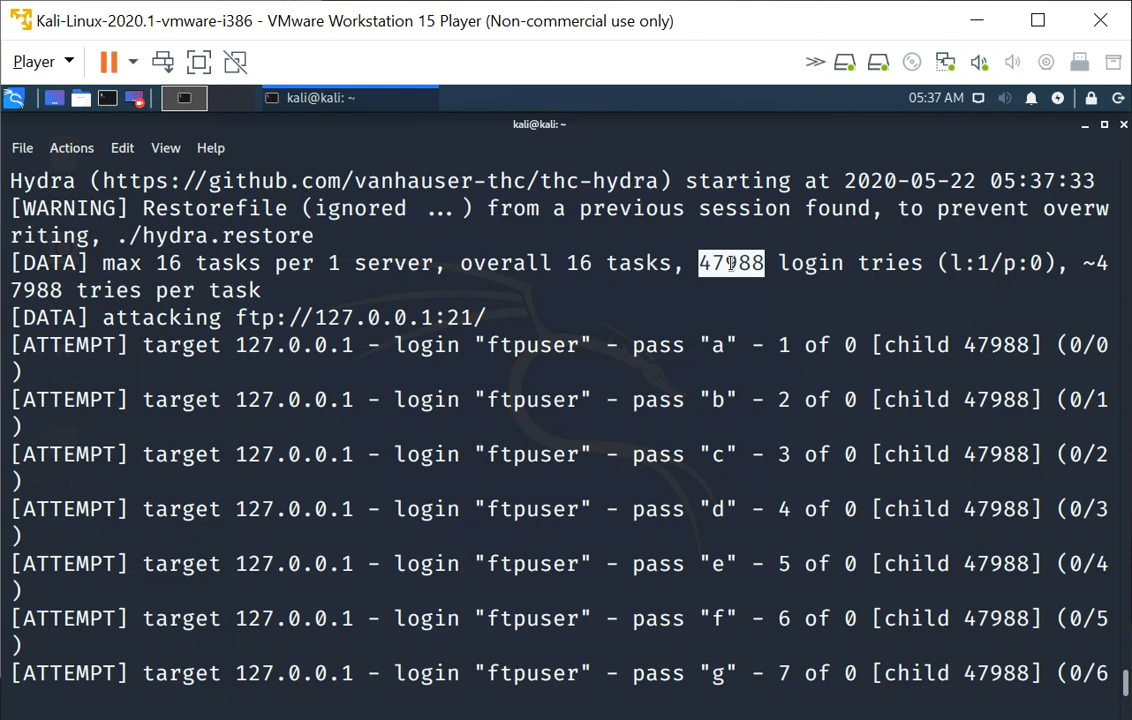 Kali-Linux-2020.1-vmware-i386 - VMware Workstation 15 Player (Non-commercial use only)
Player
kali@kali: ~
05:37 AM
kali@kali: ~
File Actions Edit View Help
Hydra (https://github.com/vanhauser-thc/thc-hydra) starting at 2020-05-22 05:37:33
[WARNING] Restorefile (ignored ...) from a previous session found, to prevent overw
riting, ./hydra.restore
[DATA] max 16 tasks per 1 server, overall 16 tasks, 47988 login tries (l:1/p:0), ~4
7988 tries per task
[DATA] attacking ftp://127.0.0.1:21/
[ATTEMPT] target 127.0.0.1 - login "ftpuser" - pass "a" - 1 of 0 [child 47988] (0/0
)
[ATTEMPT] target 127.0.0.1 - login "ftpuser" - pass "b" - 2 of 0 [child 47988] (0/1
)
[ATTEMPT] target 127.0.0.1 - login "ftpuser" - pass "c" - 3 of 0 [child 47988] (0/2
)
[ATTEMPT] target 127.0.0.1 - login "ftpuser" - pass "d" - 4 of 0 [child 47988] (0/3
)
[ATTEMPT] target 127.0.0.1 - login "ftpuser" - pass "e" - 5 of 0 [child 47988] (0/4
)
[ATTEMPT] target 127.0.0.1 - login "ftpuser" - pass "f" - 6 of 0 [child 47988] (0/5
)
[ATTEMPT] target 127.0.0.1 - login "ftpuser" - pass "g" - 7 of 0 [child 47988] (0/6